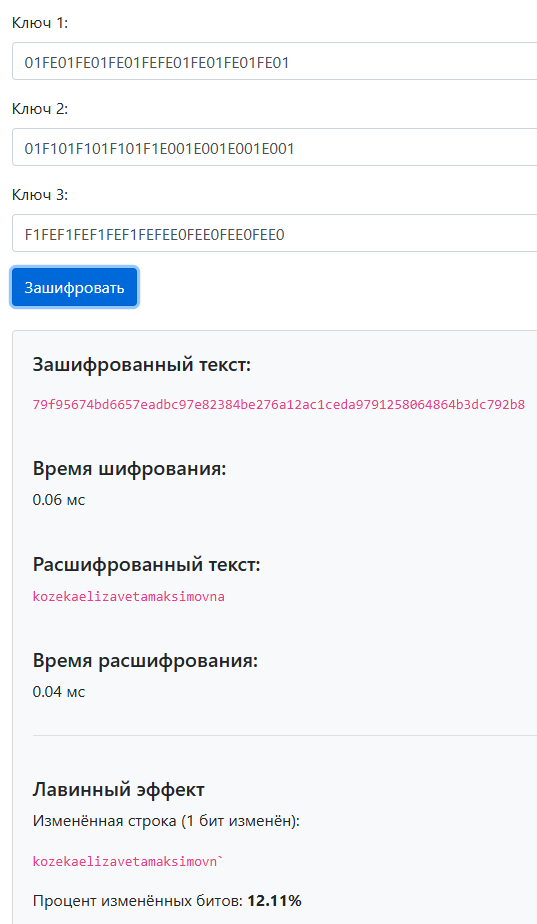 Ключ 1:
01FE01FE01FE01FEFE01FE01FE01FE01
Ключ 2:
01F101F101F101F1E001E001E001E001
Ключ 3:
F1FEF1FEF1FEF1FEFEE0FEE0FEE0FEE0
Зашифровать
Зашифрованный текст:
79f95674bd6657eadbc97e82384be276a12ac1ceda9791258064864b3dc792b8
Время шифрования:
0.06 мс
Расшифрованный текст:
kozekaelizavetamaksimovna
Время расшифрования:
0.04 мс
Лавинный эффект
Изменённая строка (1 бит изменён):
kozekaelizavetamaksimovn`
Процент изменённых битов: 12.11%